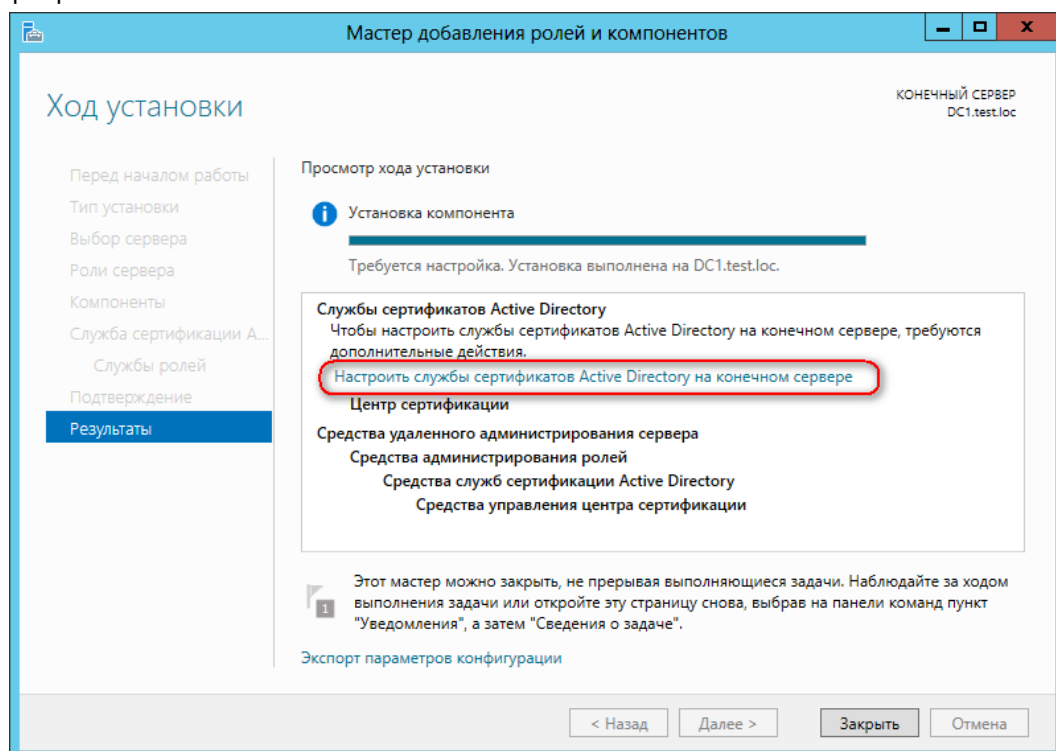 Мастер добавления ролей и компонентов
Ход установки
КОНЕЧНЫЙ СЕРВЕР
DC1.test.loc
Перед началом работы
Тип установки
Выбор сервера
Роли сервера
Компоненты
Служба сертификации A...
Службы ролей
Подтверждение
Результаты
Просмотр хода установки
Установка компонента
Требуется настройка. Установка выполнена на DC1.test.loc.
Службы сертификатов Active Directory
Чтобы настроить службы сертификатов Active Directory на конечном сервере, требуются
дополнительные действия.
Настроить службы сертификатов Active Directory на конечном сервере
Центр сертификации
Средства удаленного администрирования сервера
Средства администрирования ролей
Средства служб сертификации Active Directory
Средства управления центра сертификации
1
Этот мастер можно закрыть, не прерывая выполняющиеся задачи. Наблюдайте за ходом
выполнения задачи или откройте эту страницу снова, выбрав на панели команд пункт
"Уведомления", а затем "Сведения о задаче".
Экспорт параметров конфигурации
< Назад
Далее >
Закрыть
Отмена